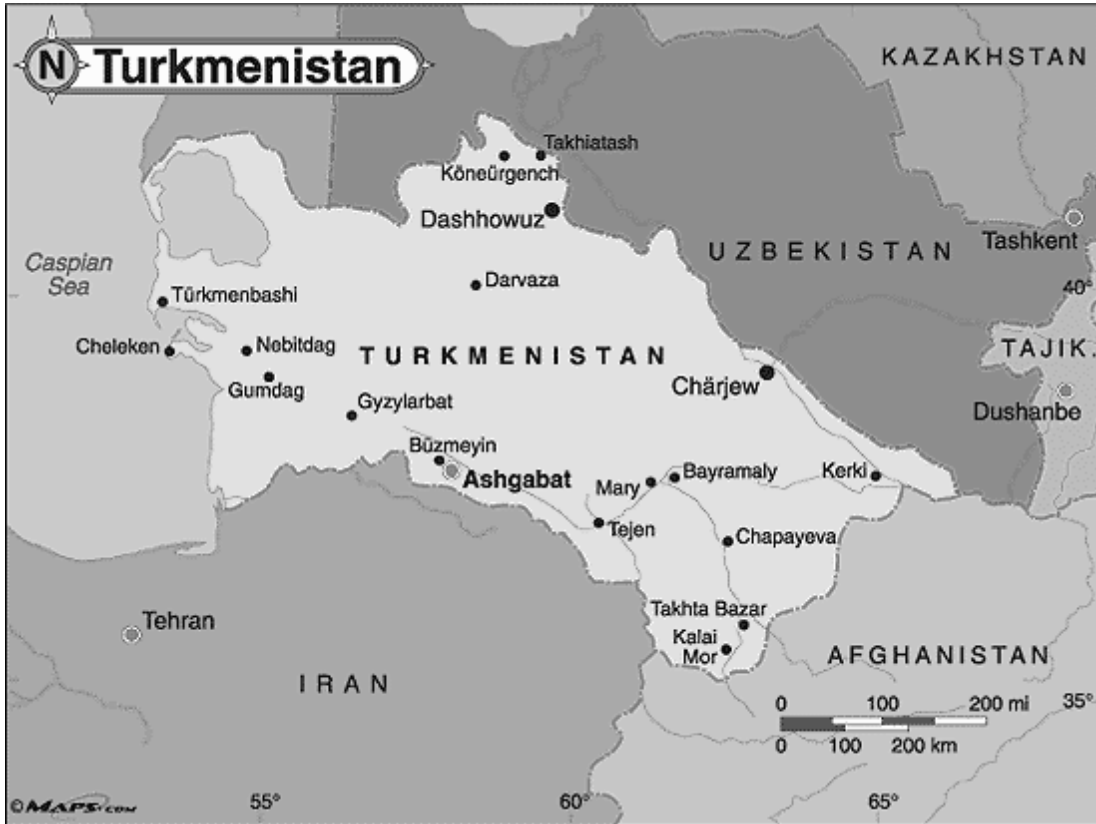 N Turkmenistan
KAZAKHSTAN
Takhiatash
Köneürgench
Dashhowuz
Tashkent
UZBEKISTAN
Caspian
Sea
Darvaza
40°
Türkmenbashi
Cheleken
Nebitdag
TURKMENISTAN
TAJIK.
Gumdag
Chärjew
Dushanbe
Gyzylarbat
Büzmeyin
Ashgabat
Bayramaly
Kerki
Mary
Tejen
Chapayeva
Takhta Bazar
Tehran
Kalai
Mor
AFGHANISTAN
IRAN
0 100 200 mi
35°
0 100 200 km
©MAPS.COM
55°
60°
65°